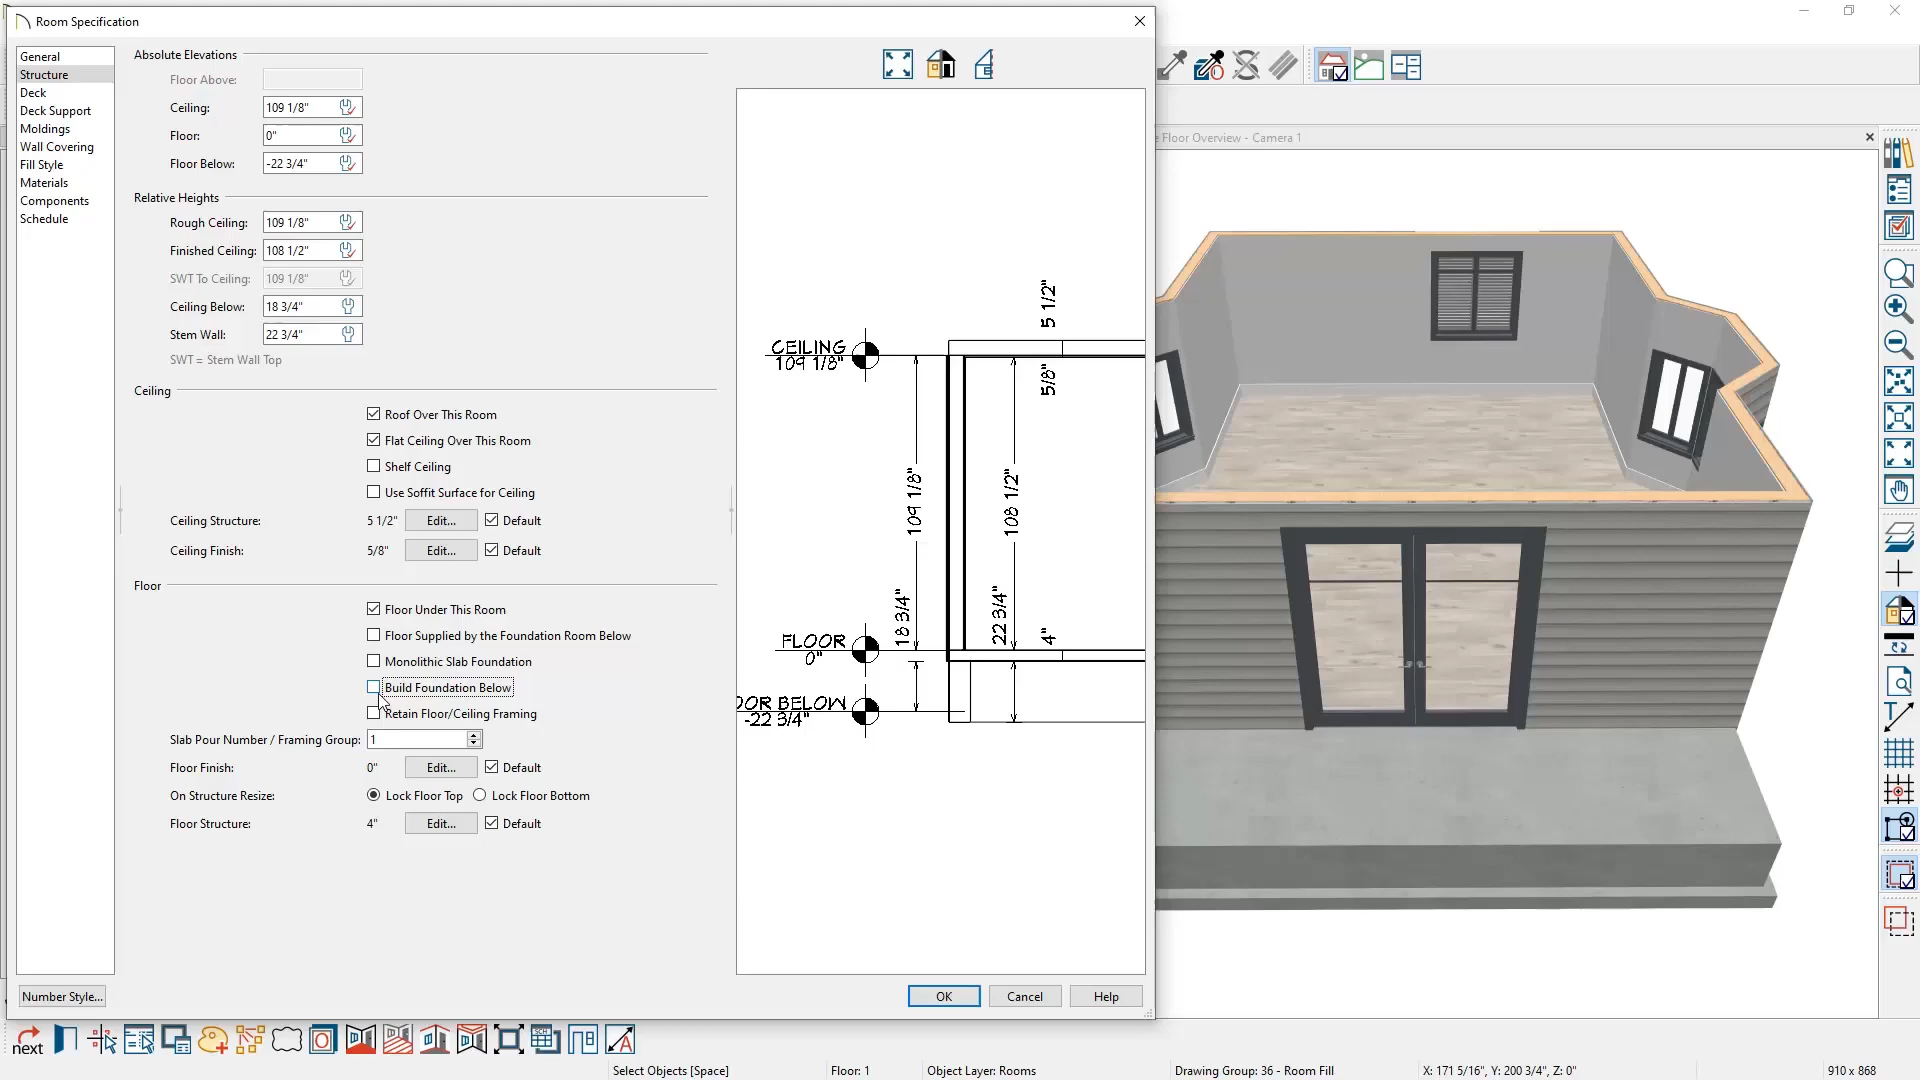 Room Specification
General
Structure
Deck
Deck Support
Moldings
Wall Covering
Fill Style
Materials
Components
Schedule
Absolute Elevations
Floor Above:
Ceiling: 109 1/8"
Floor: 0"
Floor Below: -22 3/4"
Relative Heights
Rough Ceiling: 109 1/8"
Finished Ceiling: 108 1/2"
SWT To Ceiling: 109 1/8"
Ceiling Below: 18 3/4"
Stem Wall: 22 3/4"
SWT = Stem Wall Top
Ceiling
Roof Over This Room
Flat Ceiling Over This Room
Shelf Ceiling
Use Soffit Surface for Ceiling
Ceiling Structure: 5 1/2" Edit... Default
Ceiling Finish: 5/8" Edit... Default
Floor
Floor Under This Room
Floor Supplied by the Foundation Room Below
Monolithic Slab Foundation
Build Foundation Below
Retain Floor/Ceiling Framing
Slab Pour Number / Framing Group: 1
Floor Finish: 0" Edit... Default
On Structure Resize: Lock Floor Top Lock Floor Bottom
Floor Structure: 4" Edit... Default
5 1/2"
CEILING
109 1/8"
5/8"
109 1/8"
108 1/2"
18 3/4"
22 3/4"
4"
FLOOR
0"
OOR BELOW
-22 3/4"
Number Style...
OK Cancel Help
e Floor Overview - Camera 1
next
Select Objects [Space] Floor: 1 Object Layer: Rooms Drawing Group: 36 - Room Fill X: 171 5/16", Y: 200 3/4", Z: 0" 910 x 868